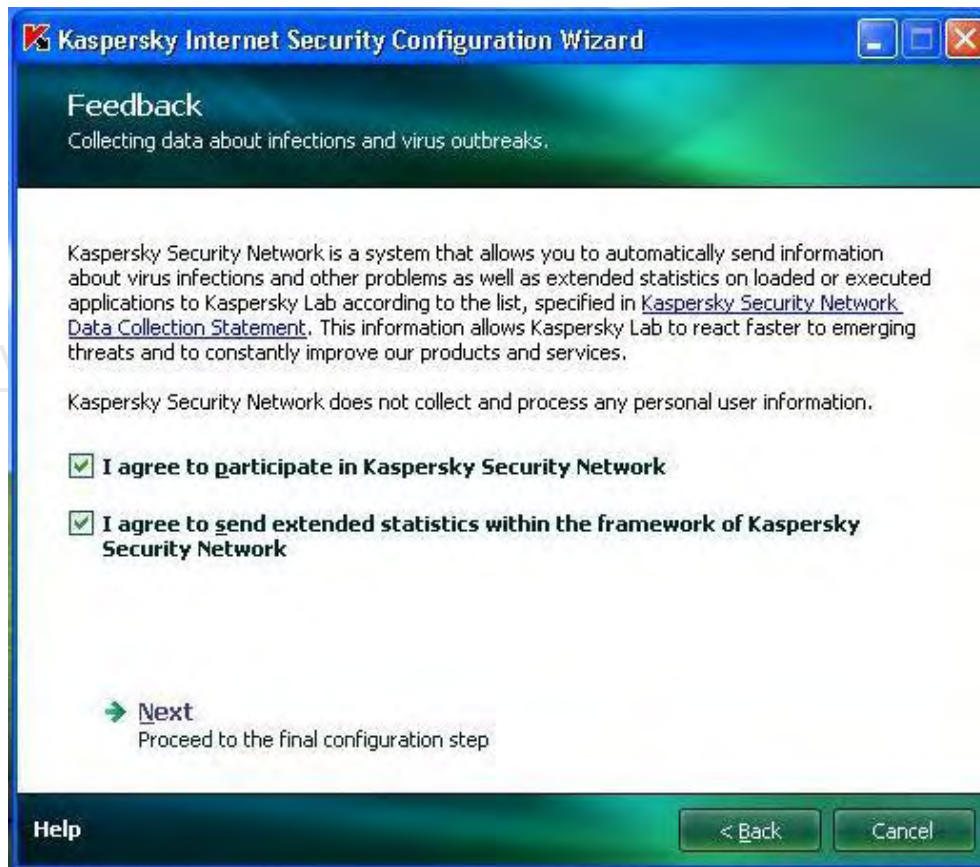 Kaspersky Internet Security Configuration Wizard
Feedback
Collecting data about infections and virus outbreaks.
Kaspersky Security Network is a system that allows you to automatically send information
about virus infections and other problems as well as extended statistics on loaded or executed
applications to Kaspersky Lab according to the list, specified in Kaspersky Security Network
Data Collection Statement. This information allows Kaspersky Lab to react faster to emerging
threats and to constantly improve our products and services.
Kaspersky Security Network does not collect and process any personal user information.
I agree to participate in Kaspersky Security Network
I agree to send extended statistics within the framework of Kaspersky
Security Network
Next
Proceed to the final configuration step
Help
< Back
Cancel